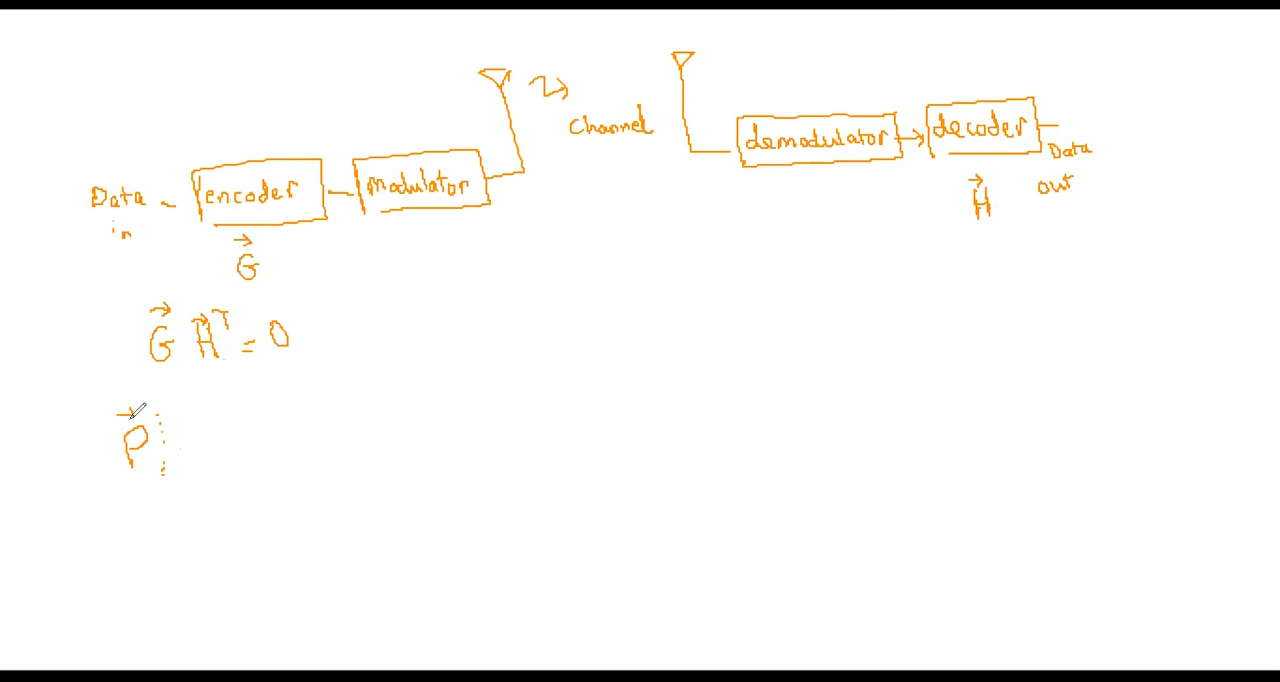 Channel
demodulator
decoder
Data
out
H
Data
in
encoder
modulator
G
G H^T = 0
P